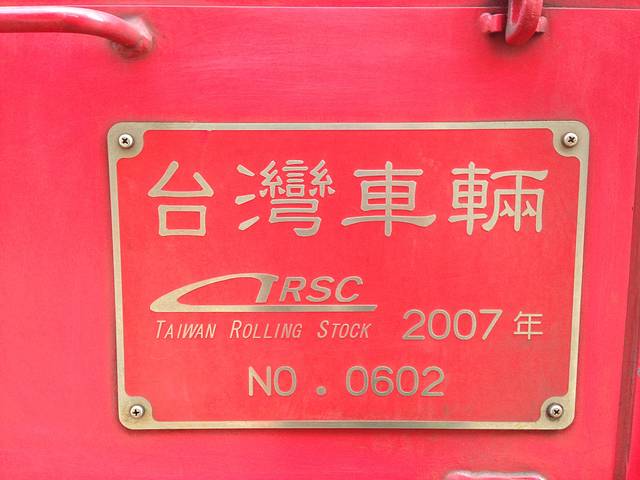 台灣車輛
TRSC
TAIWAN ROLLING STOCK 2007年
NO. 0602